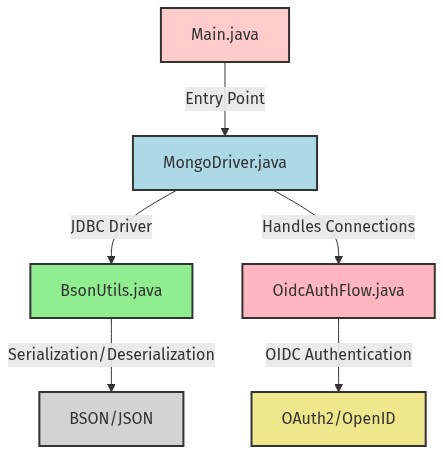 Main.java
Entry Point
MongoDriver.java
JDBC Driver
Handles Connections
BsonUtils.java
OidcAuthFlow.java
Serialization/Deserialization
OIDC Authentication
BSON/JSON
OAuth2/OpenID